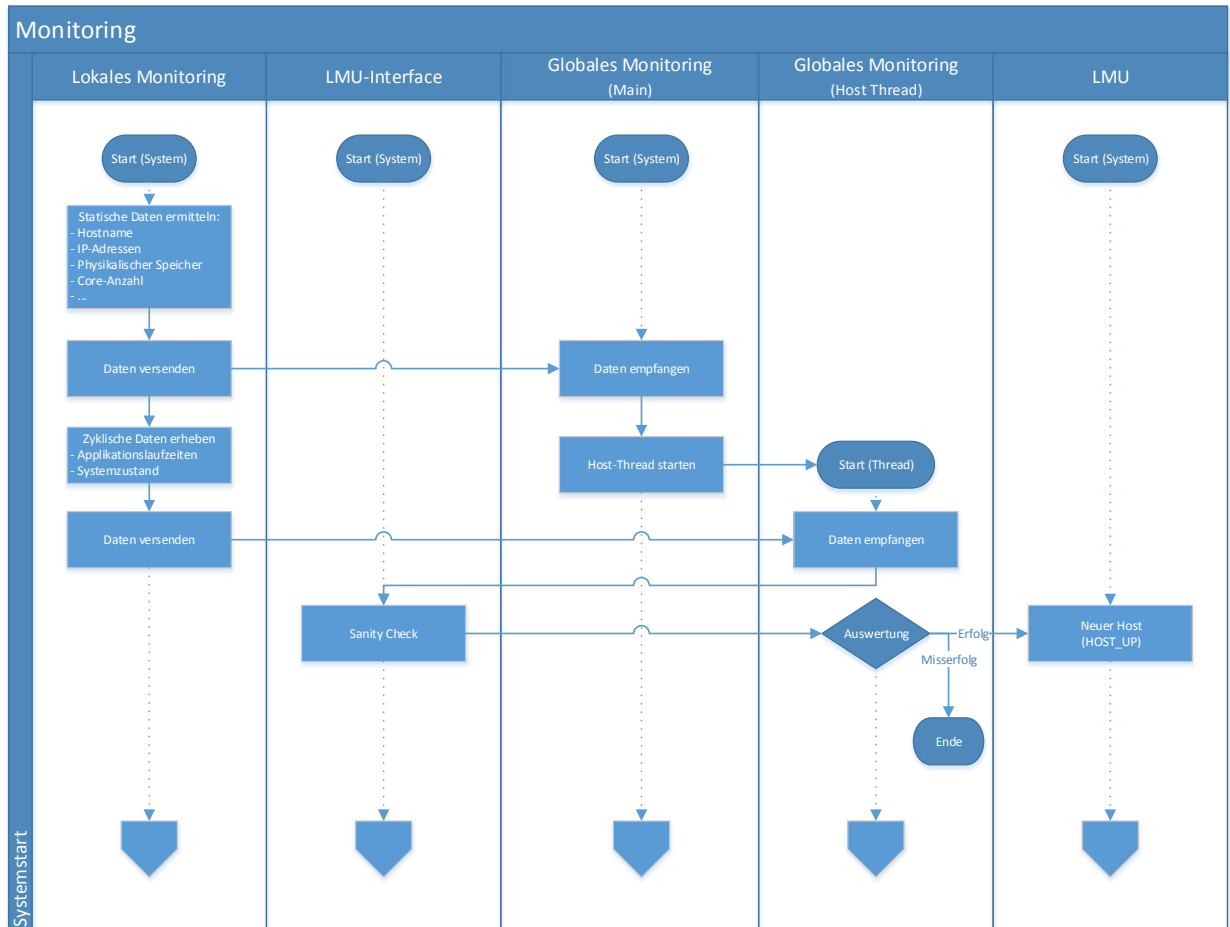 Monitoring
Lokales Monitoring
LMU-Interface
Globales Monitoring
(Main)
Globales Monitoring
(Host Thread)
LMU
Systemstart
Start (System)
Start (System)
Start (System)
Start (System)
Statische Daten ermitteln:
- Hostname
- IP-Adressen
- Physikalischer Speicher
- Core-Anzahl
- ...
Daten versenden
Daten empfangen
Zyklische Daten erheben
- Applikationslaufzeiten
- Systemzustand
Host-Thread starten
Start (Thread)
Daten versenden
Daten empfangen
Sanity Check
Auswertung
Erfolg
Neuer Host
(HOST_UP)
Misserfolg
Ende